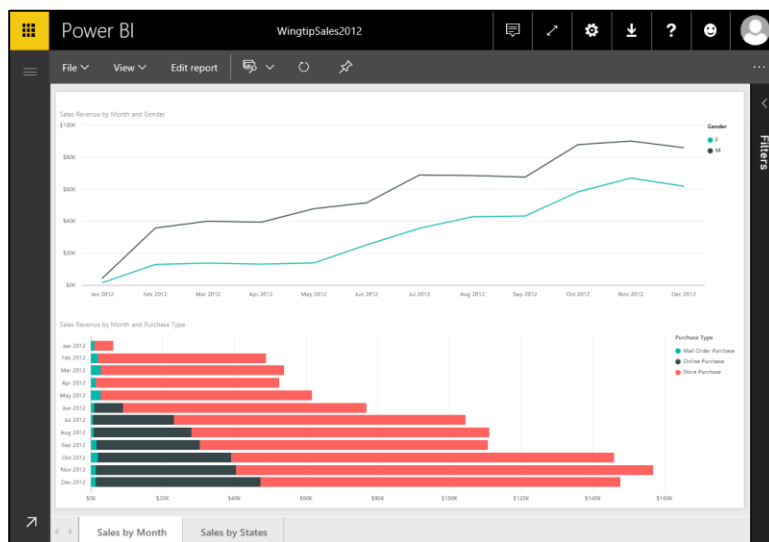 Power BI
WingtipSales2012
?
File
View
Edit report
Filters
Sales Revenue by Month and Gender
$100K
$80K
$60K
$40K
$20K
$0K
Jan 2012 Feb 2012 Mar 2012 Apr 2012 May 2012 Jun 2012 Jul 2012 Aug 2012 Sep 2012 Oct 2012 Nov 2012 Dec 2012
Gender
F
M
Sales Revenue by Month and Purchase Type
Jan 2012
Feb 2012
Mar 2012
Apr 2012
May 2012
Jun 2012
Jul 2012
Aug 2012
Sep 2012
Oct 2012
Nov 2012
Dec 2012
$0K $20K $40K $60K $80K $100K $120K $140K $160K
Purchase Type
Mail Order Purchase
Online Purchase
Store Purchase
Sales by Month
Sales by States